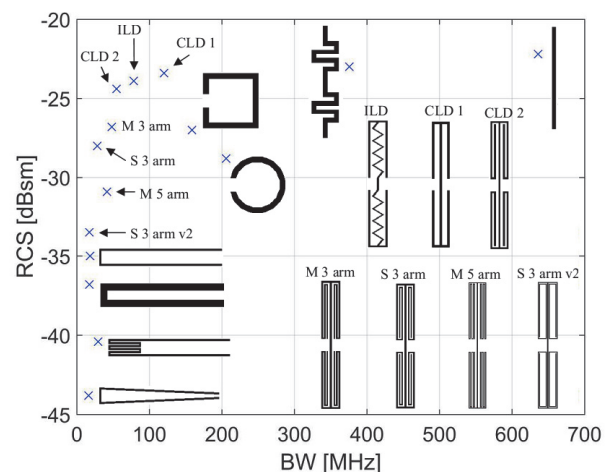 -20
ILD
CLD 2
CLD 1
-25
ILD
CLD 1
CLD 2
M 3 arm
S 3 arm
RCS [dBsm]
-30
M 5 arm
S 3 arm v2
-35
M 3 arm
S 3 arm
M 5 arm
S 3 arm v2
-40
-45
0
100
200
300
400
500
600
700
BW [MHz]